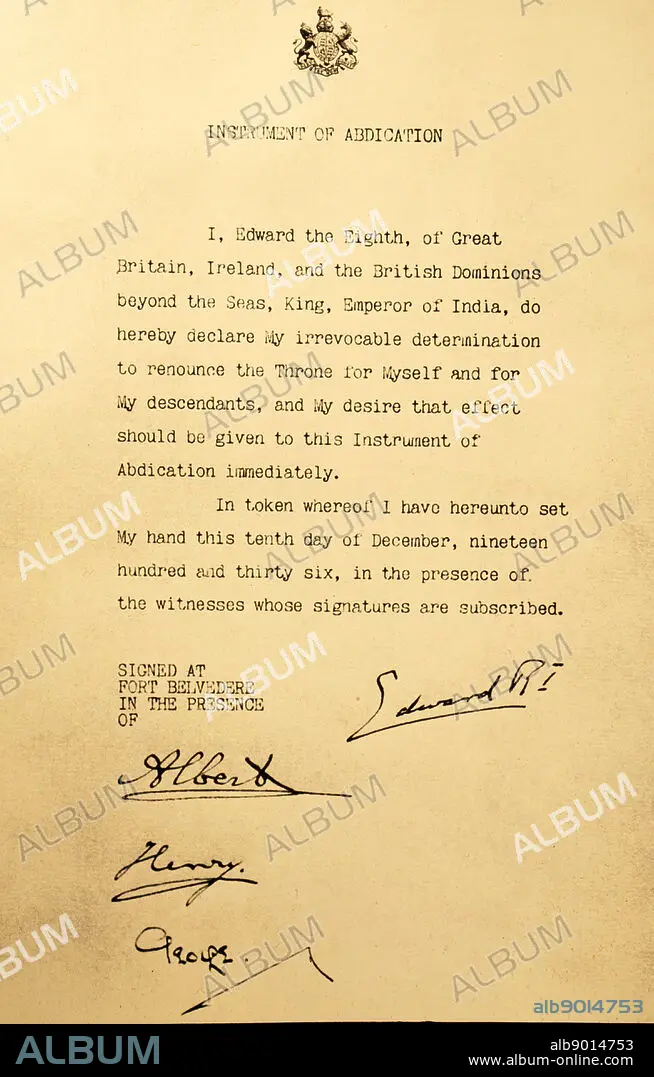 INSTRUMENT OF ABDICATION
I, Edward the Eighth, of Great
Britain, Ireland, and the British Dominions
beyond the Seas, King, Emperor of India, do
hereby declare My irrevocable determination
to renounce the Throne for Myself and for
My descendants, and My desire that effect
should be given to this Instrument of
Abdication immediately.
In token whereof I have hereunto set
My hand this tenth day of December, nineteen
hundred and thirty six, in the presence of
the witnesses whose signatures are subscribed.
SIGNED AT
FORT BELVEDERE
IN THE PRESENCE
OF
Edward RI
Albert
Henry.
George.
alb9014753
ALBUM
alb9014753
www.album-online.com